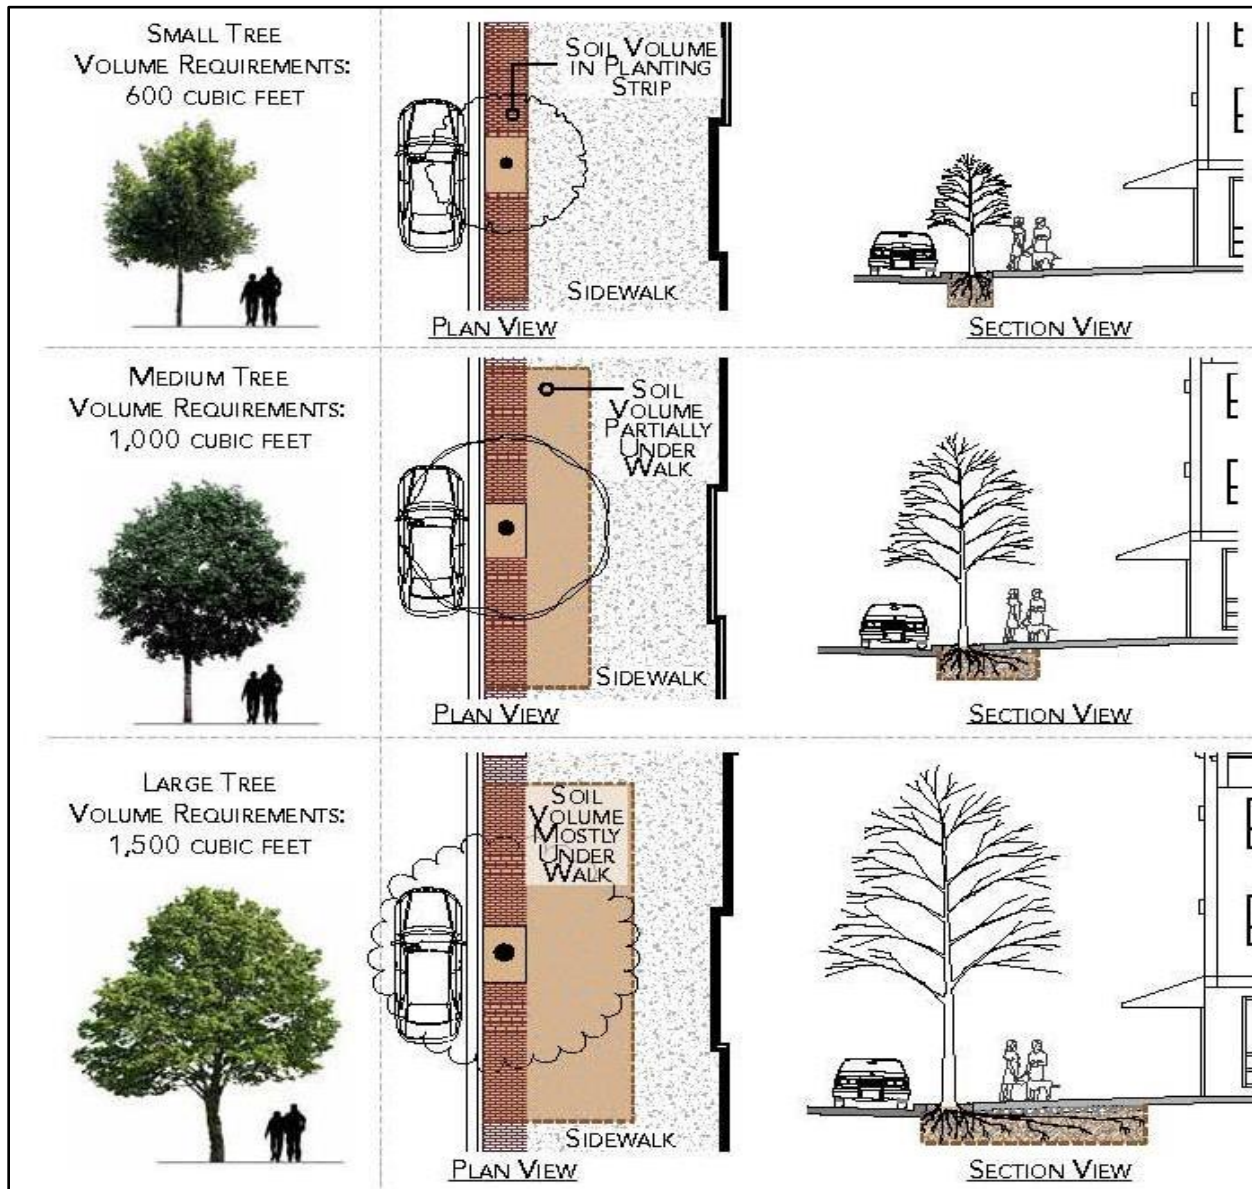 SMALL TREE
VOLUME REQUIREMENTS:
600 CUBIC FEET
SOIL VOLUME
IN PLANTING
STRIP
SIDEWALK
PLAN VIEW
SECTION VIEW
MEDIUM TREE
VOLUME REQUIREMENTS:
1,000 CUBIC FEET
SOIL
VOLUME
PARTIALLY
UNDER
WALK
SIDEWALK
PLAN VIEW
SECTION VIEW
LARGE TREE
VOLUME REQUIREMENTS:
1,500 CUBIC FEET
SOIL
VOLUME
MOSTLY
UNDER
WALK
SIDEWALK
PLAN VIEW
SECTION VIEW